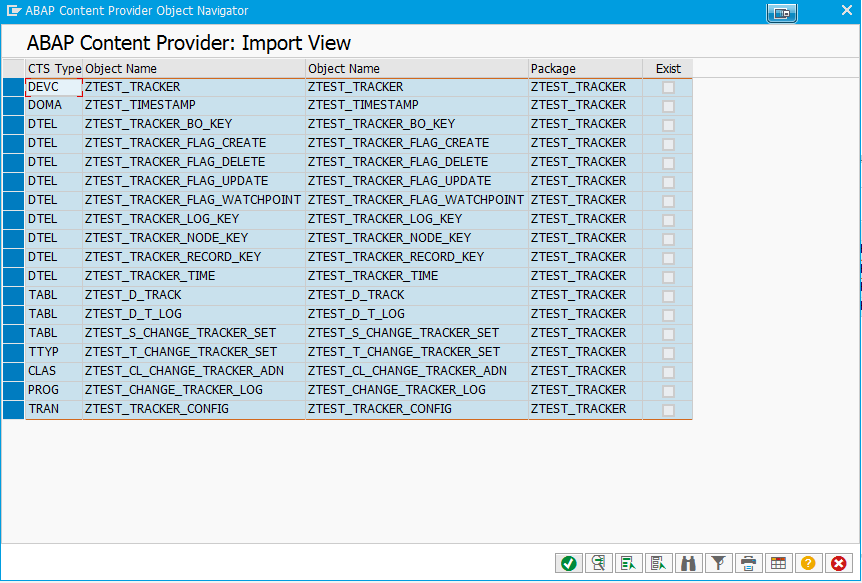 ABAP Content Provider Object Navigator
ABAP Content Provider: Import View
CTS Type Object Name Object Name Package Exist
DEVC ZTEST_TRACKER ZTEST_TRACKER ZTEST_TRACKER
DOMA ZTEST_TIMESTAMP ZTEST_TIMESTAMP ZTEST_TRACKER
DTEL ZTEST_TRACKER_BO_KEY ZTEST_TRACKER_BO_KEY ZTEST_TRACKER
DTEL ZTEST_TRACKER_FLAG_CREATE ZTEST_TRACKER_FLAG_CREATE ZTEST_TRACKER
DTEL ZTEST_TRACKER_FLAG_DELETE ZTEST_TRACKER_FLAG_DELETE ZTEST_TRACKER
DTEL ZTEST_TRACKER_FLAG_UPDATE ZTEST_TRACKER_FLAG_UPDATE ZTEST_TRACKER
DTEL ZTEST_TRACKER_FLAG_WATCHPOINT ZTEST_TRACKER_FLAG_WATCHPOINT ZTEST_TRACKER
DTEL ZTEST_TRACKER_LOG_KEY ZTEST_TRACKER_LOG_KEY ZTEST_TRACKER
DTEL ZTEST_TRACKER_NODE_KEY ZTEST_TRACKER_NODE_KEY ZTEST_TRACKER
DTEL ZTEST_TRACKER_RECORD_KEY ZTEST_TRACKER_RECORD_KEY ZTEST_TRACKER
DTEL ZTEST_TRACKER_TIME ZTEST_TRACKER_TIME ZTEST_TRACKER
TABL ZTEST_D_TRACK ZTEST_D_TRACK ZTEST_TRACKER
TABL ZTEST_D_T_LOG ZTEST_D_T_LOG ZTEST_TRACKER
TABL ZTEST_S_CHANGE_TRACKER_SET ZTEST_S_CHANGE_TRACKER_SET ZTEST_TRACKER
TTYP ZTEST_T_CHANGE_TRACKER_SET ZTEST_T_CHANGE_TRACKER_SET ZTEST_TRACKER
CLAS ZTEST_CL_CHANGE_TRACKER_ADN ZTEST_CL_CHANGE_TRACKER_ADN ZTEST_TRACKER
PROG ZTEST_CHANGE_TRACKER_LOG ZTEST_CHANGE_TRACKER_LOG ZTEST_TRACKER
TRAN ZTEST_TRACKER_CONFIG ZTEST_TRACKER_CONFIG ZTEST_TRACKER